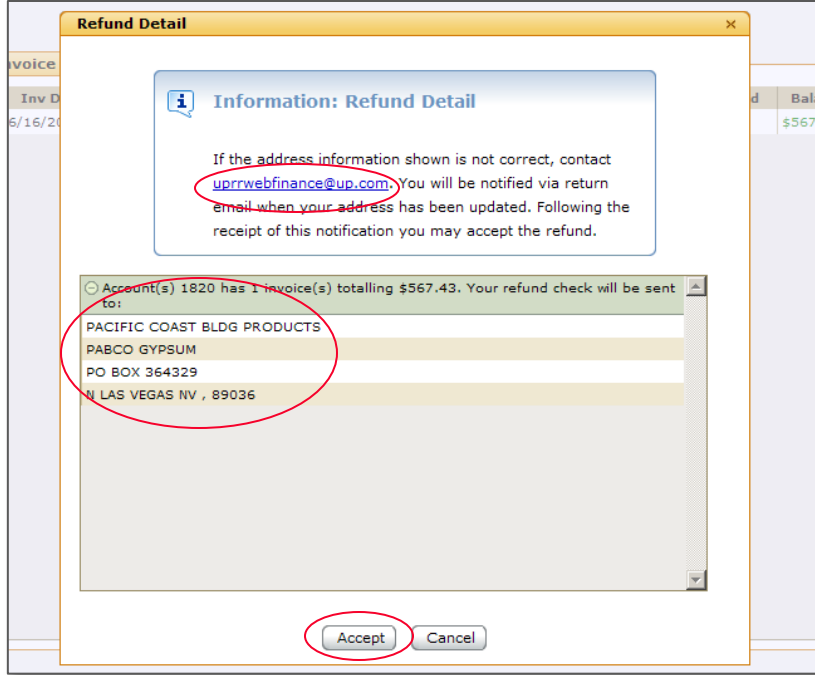 Refund Detail
×
nvoice
Inv D
d Bal
6/16/20
$567
i
Information: Refund Detail
If the address information shown is not correct, contact
uprrwebfinance@up.com. You will be notified via return
email when your address has been updated. Following the
receipt of this notification you may accept the refund.
Account(s) 1820 has 1 invoice(s) totalling $567.43. Your refund check will be sent
to:
PACIFIC COAST BLDG PRODUCTS
PABCO GYPSUM
PO BOX 364329
N LAS VEGAS NV , 89036
Accept Cancel